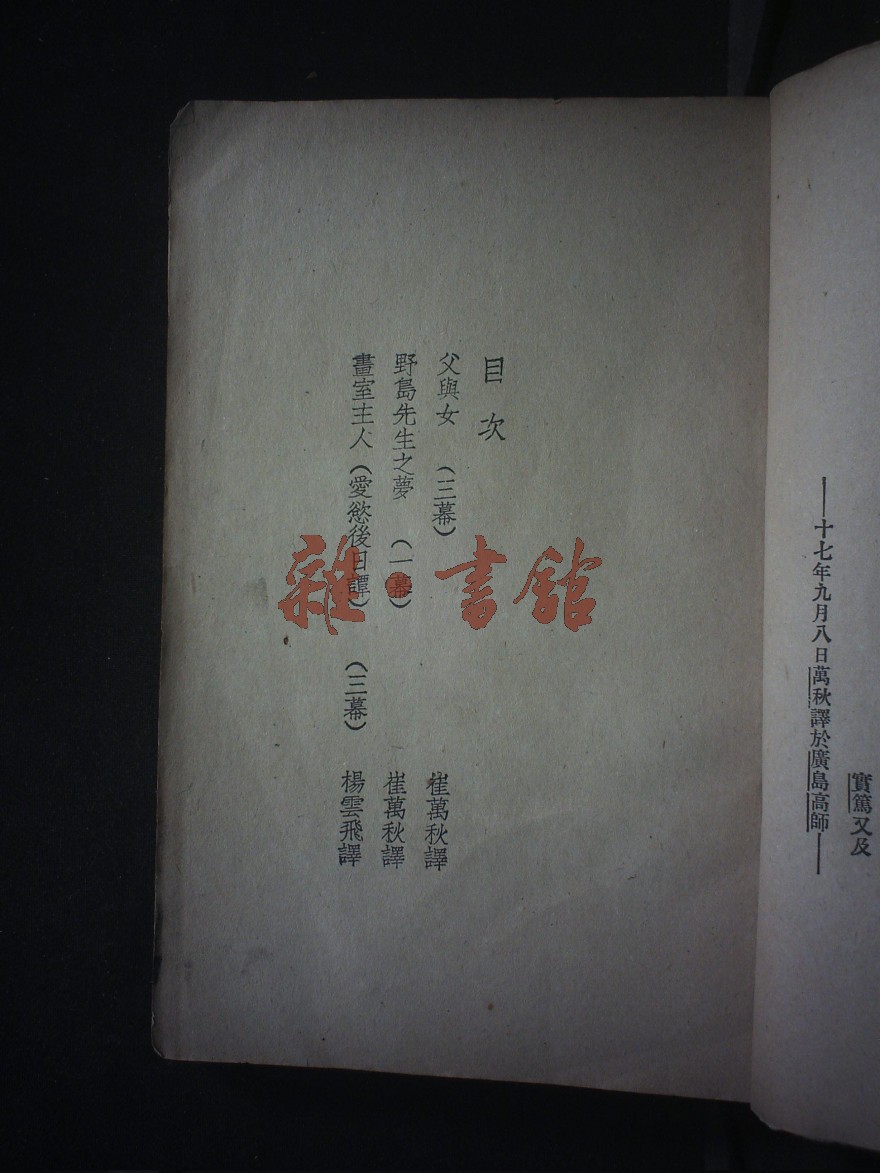 實篤又及
——十七年九月八日萬秋譯於廣島高師——
目次
父與女（三幕）崔萬秋譯
野島先生之夢（一幕）崔萬秋譯
畫室主人（愛慾後日譚）（三幕）楊雲飛譯
雜·書館